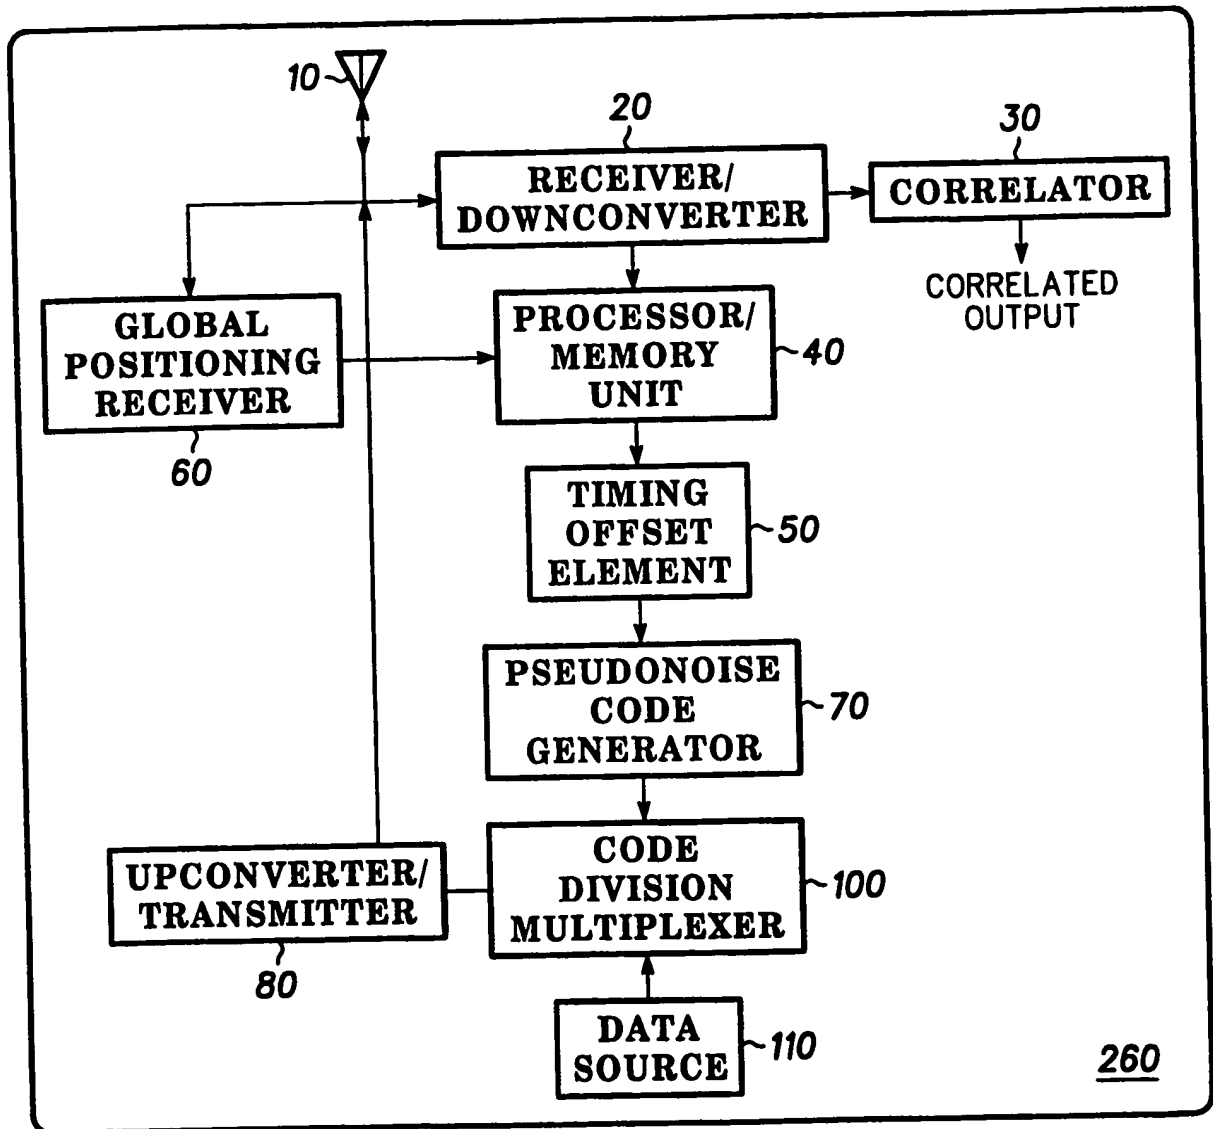 10
20
30
RECEIVER/
DOWNCONVERTER
CORRELATOR
CORRELATED
OUTPUT
GLOBAL
POSITIONING
RECEIVER
60
PROCESSOR/
MEMORY
UNIT
40
TIMING
OFFSET
ELEMENT
50
PSEUDONOISE
CODE
GENERATOR
70
UPCONVERTER/
TRANSMITTER
80
CODE
DIVISION
MULTIPLEXER
100
DATA
SOURCE
110
260